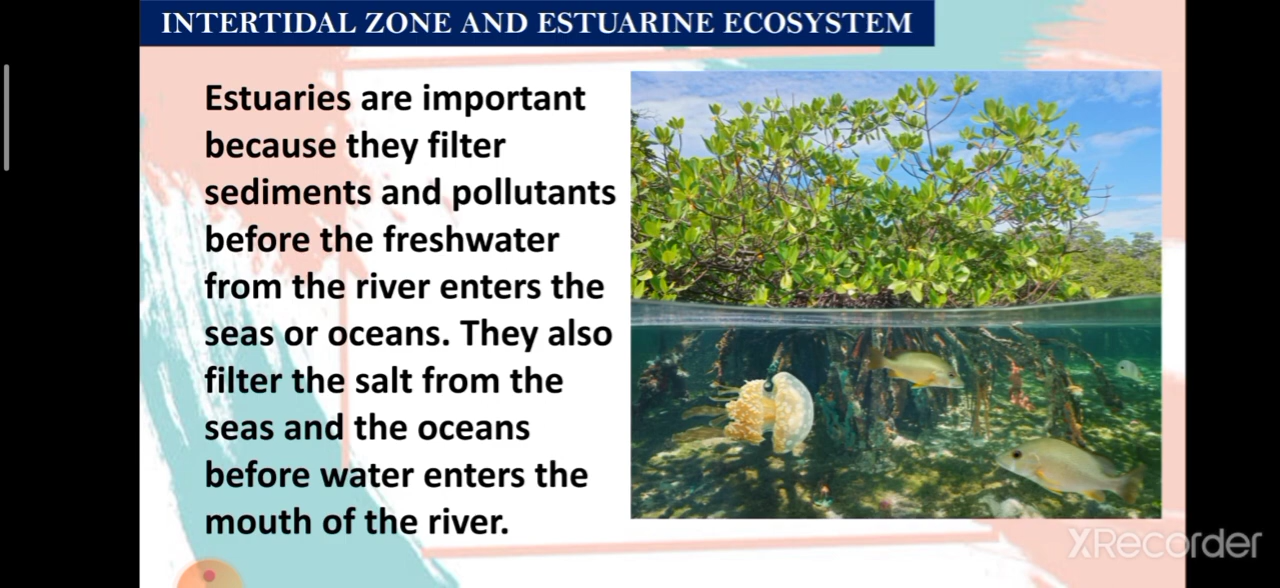 INTERTIDAL ZONE AND ESTUARINE ECOSYSTEM
Estuaries are important
because they filter
sediments and pollutants
before the freshwater
from the river enters the
seas or oceans. They also
filter the salt from the
seas and the oceans
before water enters the
mouth of the river.
XRecorder